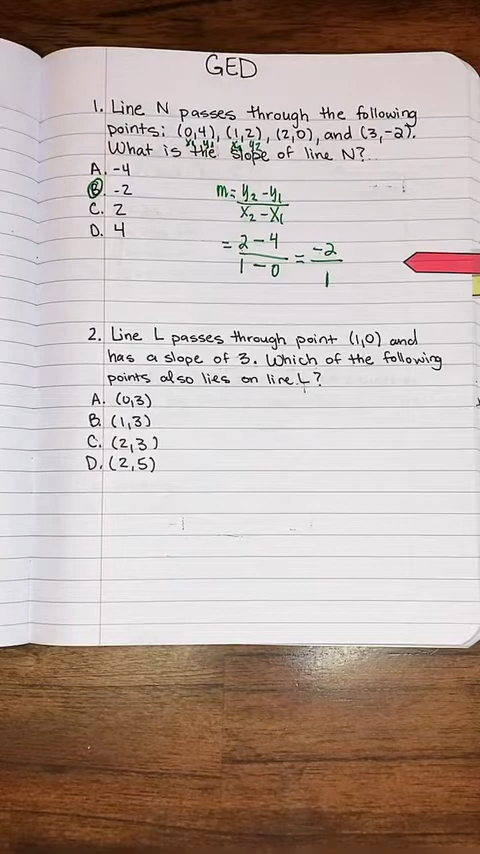 GED
1. Line N passes through the following
points: (0,4), (1,2), (2,0), and (3,-2).
x1 y1 x2 y2
What is the slope of line N?
A. -4
B. -2
C. 2
D. 4
m = y2 - y1
x2 - x1
= 2 - 4 = -2
1 - 0 1
2. Line L passes through point (1,0) and
has a slope of 3. Which of the following
points also lies on line L?
A. (0,3)
B. (1,3)
C. (2,3)
D. (2,5)